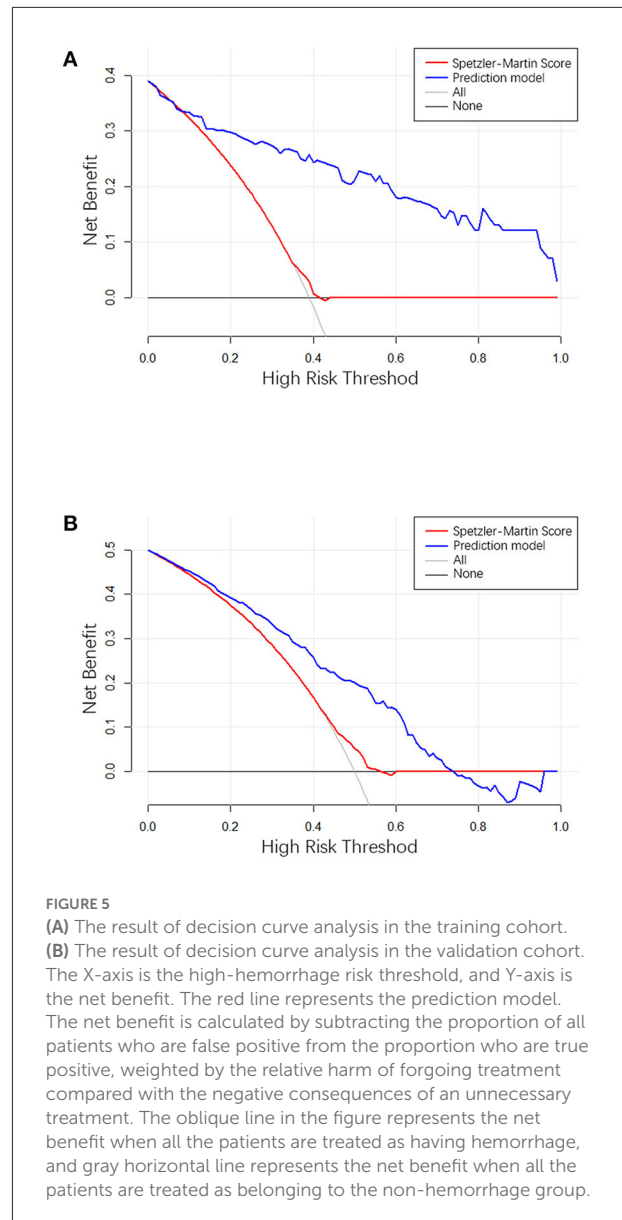 A
Spetzler-Martin Score
Prediction model
All
None
0.4
0.3
0.2
0.1
0.0
Net Benefit
0.0 0.2 0.4 0.6 0.8 1.0
High Risk Threshod
B
Spetzler-Martin Score
Prediction model
All
None
0.5
0.4
0.3
0.2
0.1
0.0
Net Benefit
0.0 0.2 0.4 0.6 0.8 1.0
High Risk Threshod
FIGURE 5
(A) The result of decision curve analysis in the training cohort.
(B) The result of decision curve analysis in the validation cohort.
The X-axis is the high-hemorrhage risk threshold, and Y-axis is
the net benefit. The red line represents the prediction model.
The net benefit is calculated by subtracting the proportion of all
patients who are false positive from the proportion who are true
positive, weighted by the relative harm of forgoing treatment
compared with the negative consequences of an unnecessary
treatment. The oblique line in the figure represents the net
benefit when all the patients are treated as having hemorrhage,
and gray horizontal line represents the net benefit when all the
patients are treated as belonging to the non-hemorrhage group.